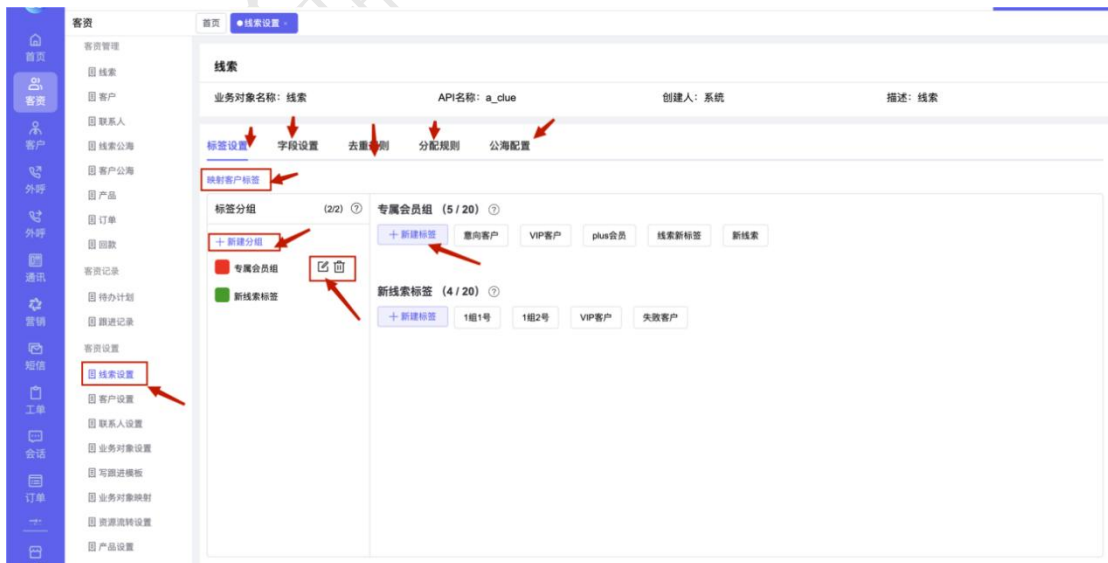 客资
首页
线索设置
首页
客资
客户
外呼
外呼
通讯
营销
短信
工单
会话
订单
客资管理
线索
客户
联系人
线索公海
客户公海
产品
订单
回款
客资记录
待办计划
跟进记录
客资设置
线索设置
客户设置
联系人设置
业务对象设置
写跟进模板
业务对象映射
资源流转设置
产品设置
线索
业务对象名称：线索 API名称：a_clue 创建人：系统 描述：线索
标签设置 字段设置 去重 则 分配规则 公海配置
映射客户标签
标签分组 (2/2)
+ 新建分组
专属会员组
新线索标签
专属会员组 (5 / 20)
+ 新建标签 意向客户 VIP客户 plus会员 线索新标签 新线索
新线索标签 (4 / 20)
+ 新建标签 1组1号 1组2号 VIP客户 失败客户